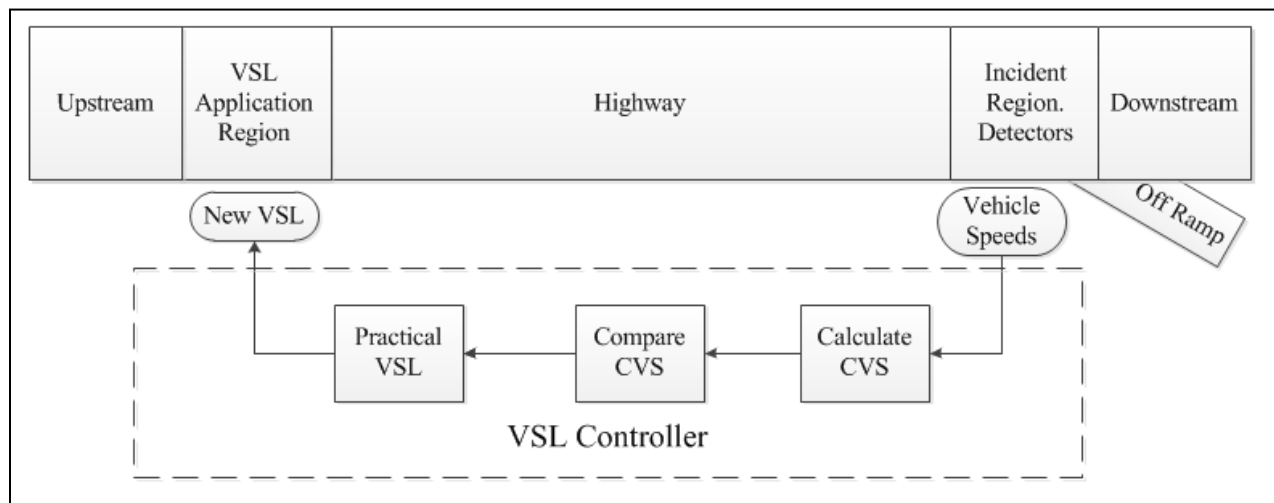 Upstream
VSL
Application
Region
Highway
Incident
Region.
Detectors
Downstream
New VSL
Vehicle
Speeds
Off Ramp
Practical
VSL
Compare
CVS
Calculate
CVS
VSL Controller